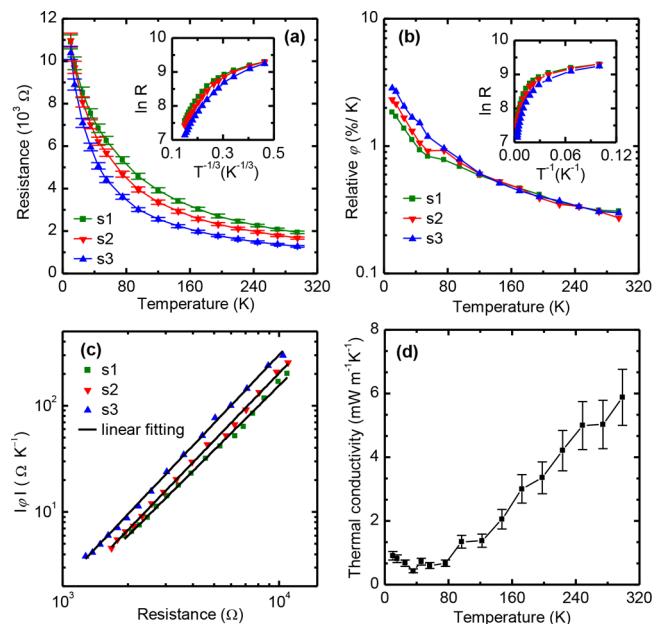 (a)
Resistance (10³ Ω)
12
10
8
6
4
2
0
0 80 160 240 320
Temperature (K)
s1
s2
s3
ln R
10
9
8
7
0.1 0.3 0.5
T⁻¹/³(K⁻¹/³)
(b)
Relative φ (%/ K)
10
1
0.1
0 80 160 240 320
Temperature (K)
s1
s2
s3
ln R
10
9
8
7
0.00 0.06 0.12
T⁻¹(K⁻¹)
(c)
s1
s2
s3
linear fitting
|φ| ( Ω K⁻¹)
10²
10¹
10³ 10⁴
Resistance (Ω)
(d)
Thermal conductivity (mW m⁻¹K⁻¹)
8
6
4
2
0
0 80 160 240 320
Temperature (K)